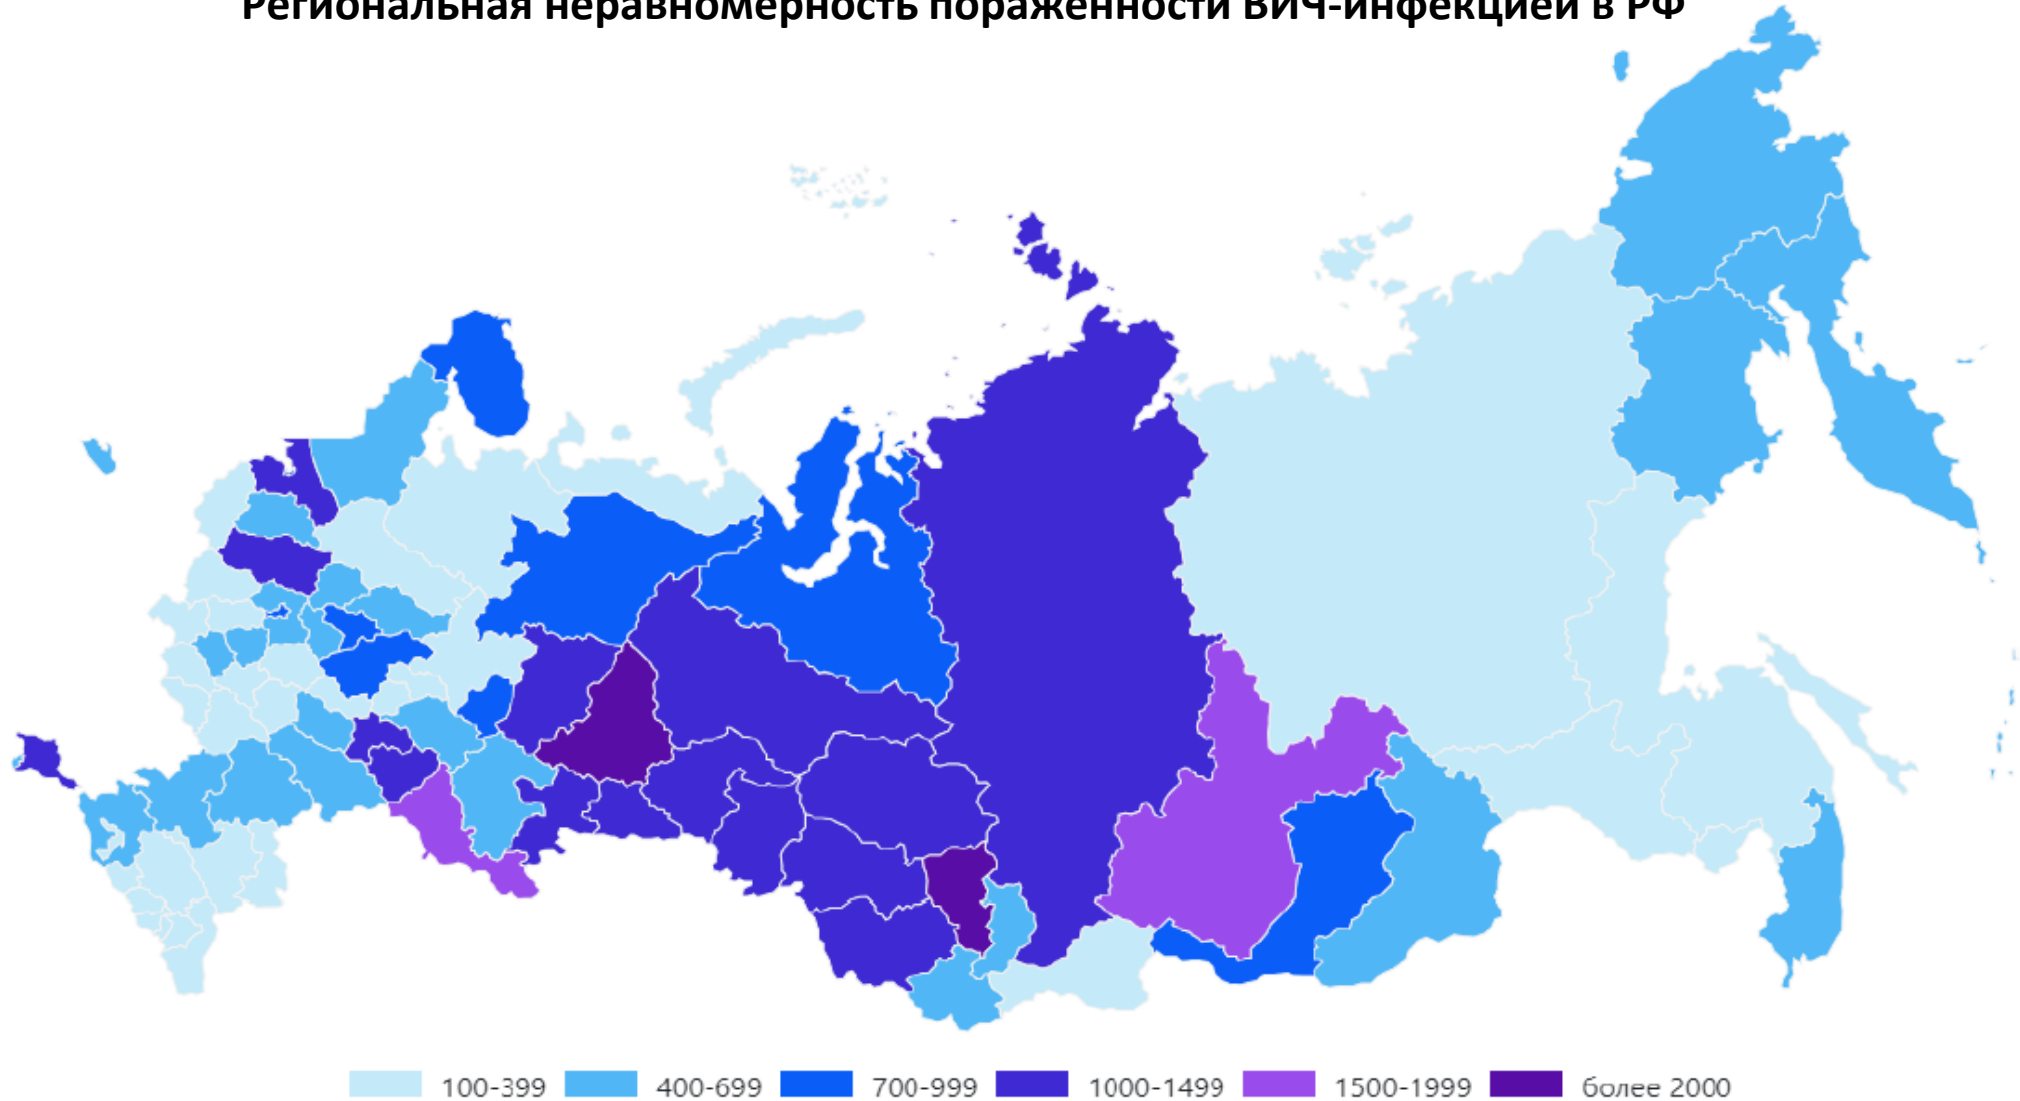 Региональная неравномерность пораженности ВИЧ-инфекцией в РФ
100-399 400-699 700-999 1000-1499 1500-1999 более 2000